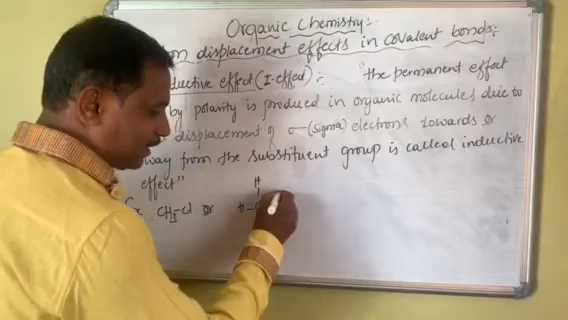 Organic Chemistry:-
on displacement effects in covalent bonds:-
ductive effect (I-effect):- "the permanent effect
by polarity is produced in organic molecules due to
displacement of σ-(sigma) electrons towards or
way from the substituent group is called inductive
effect"
H
CH3-Cl or H-